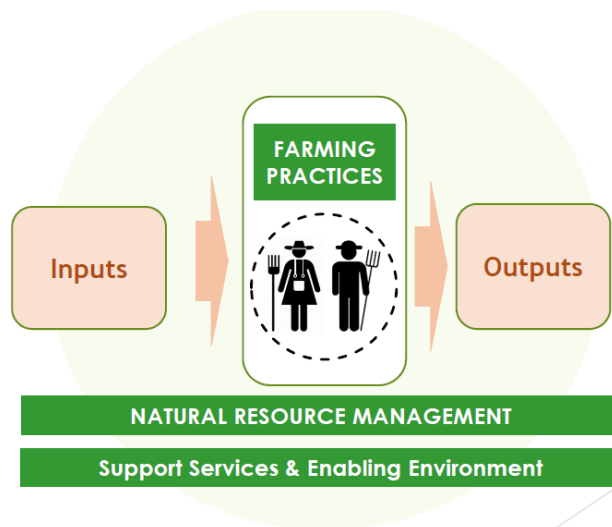 FARMING
PRACTICES
Inputs
Outputs
NATURAL RESOURCE MANAGEMENT
Support Services & Enabling Environment